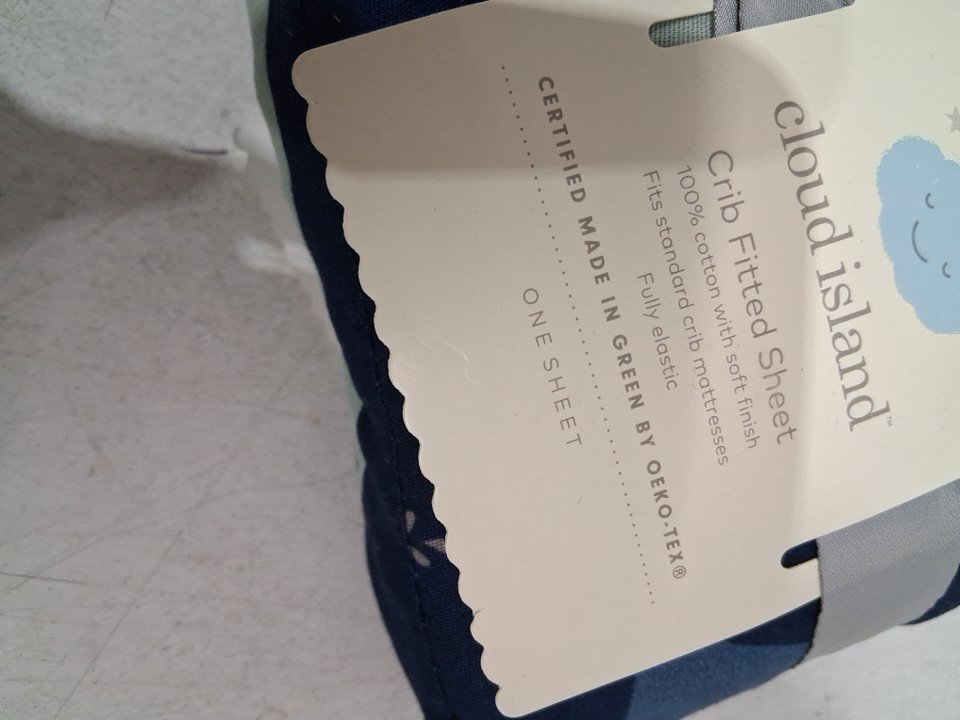 cloud island™
Crib Fitted Sheet
100% cotton with soft finish
Fits standard crib mattresses
Fully elastic
CERTIFIED MADE IN GREEN BY OEKO-TEX®
ONE SHEET